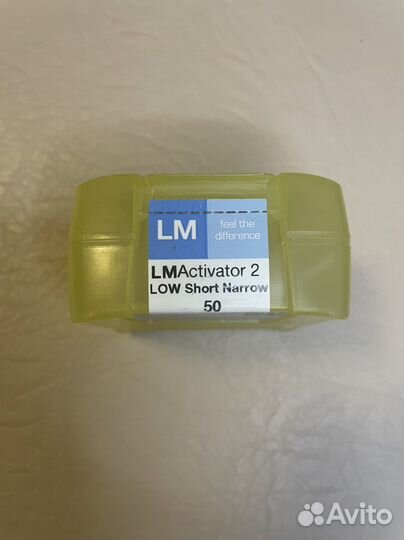 LM
feel the
difference
LMActivator 2
LOW Short Narrow
50
Avito